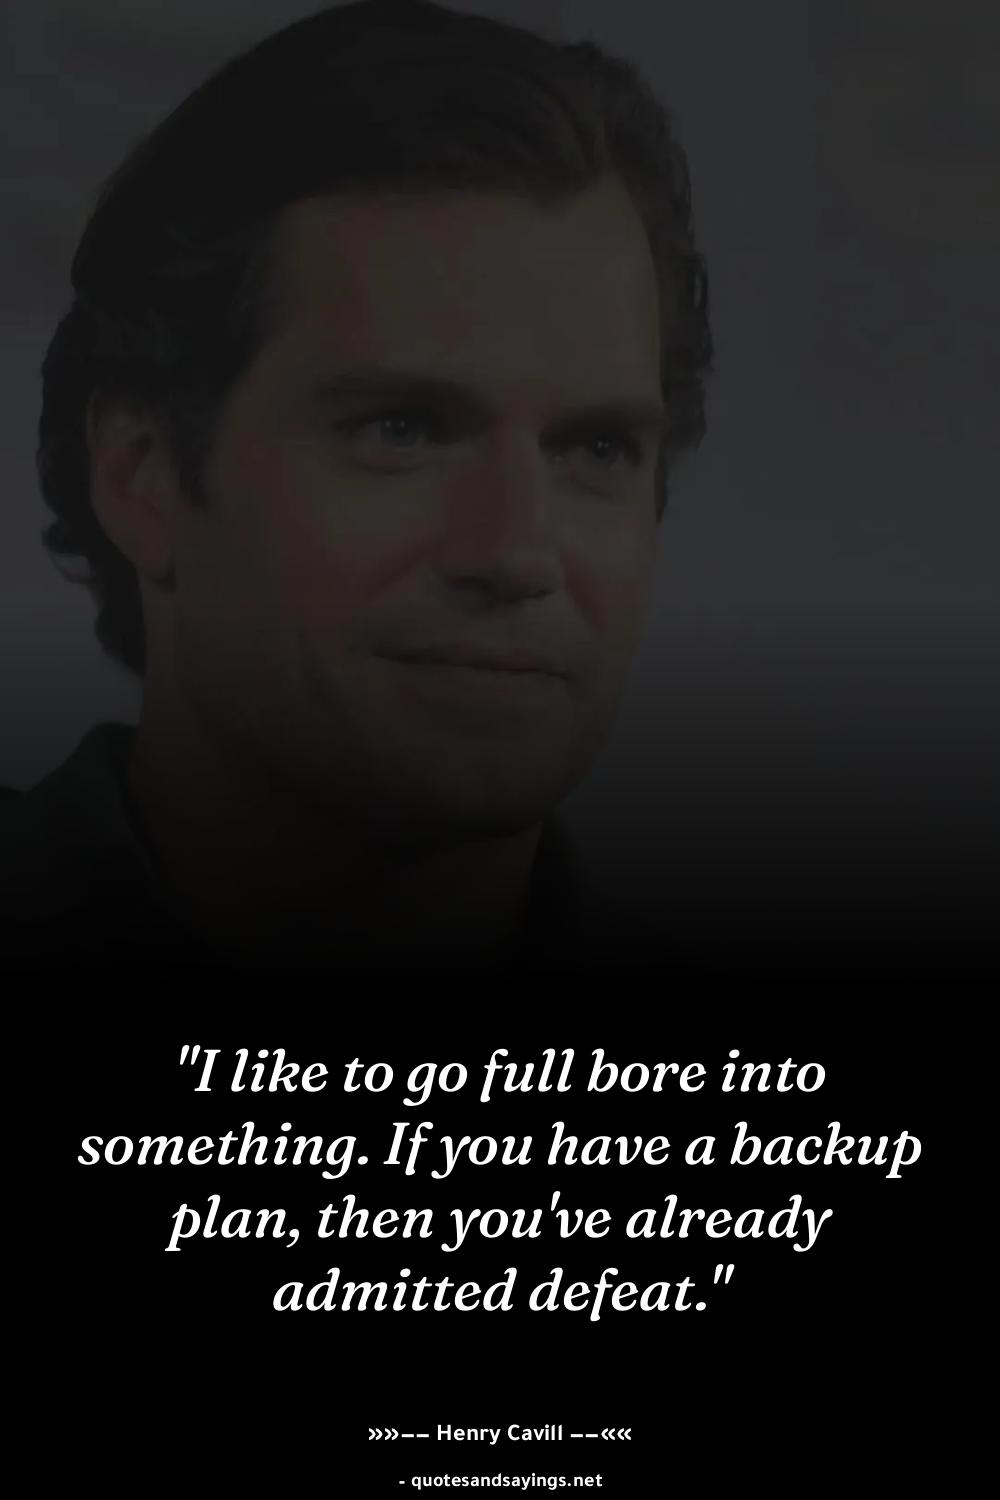 "I like to go full bore into
something. If you have a backup
plan, then you've already
admitted defeat."
»»–– Henry Cavill ––««
- quotesandsayings.net